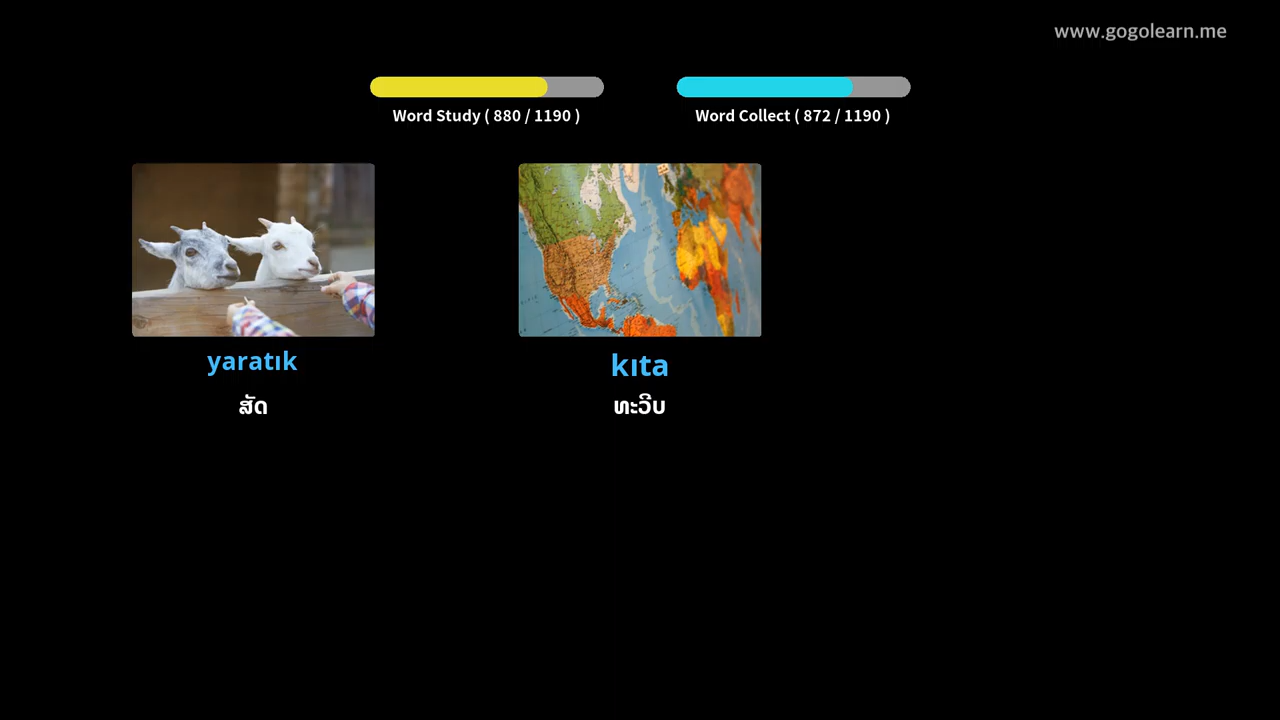 www.gogolearn.me
Word Study ( 880 / 1190 )
Word Collect ( 872 / 1190 )
yaratık
kıta
ສັດ
ທະວີບ